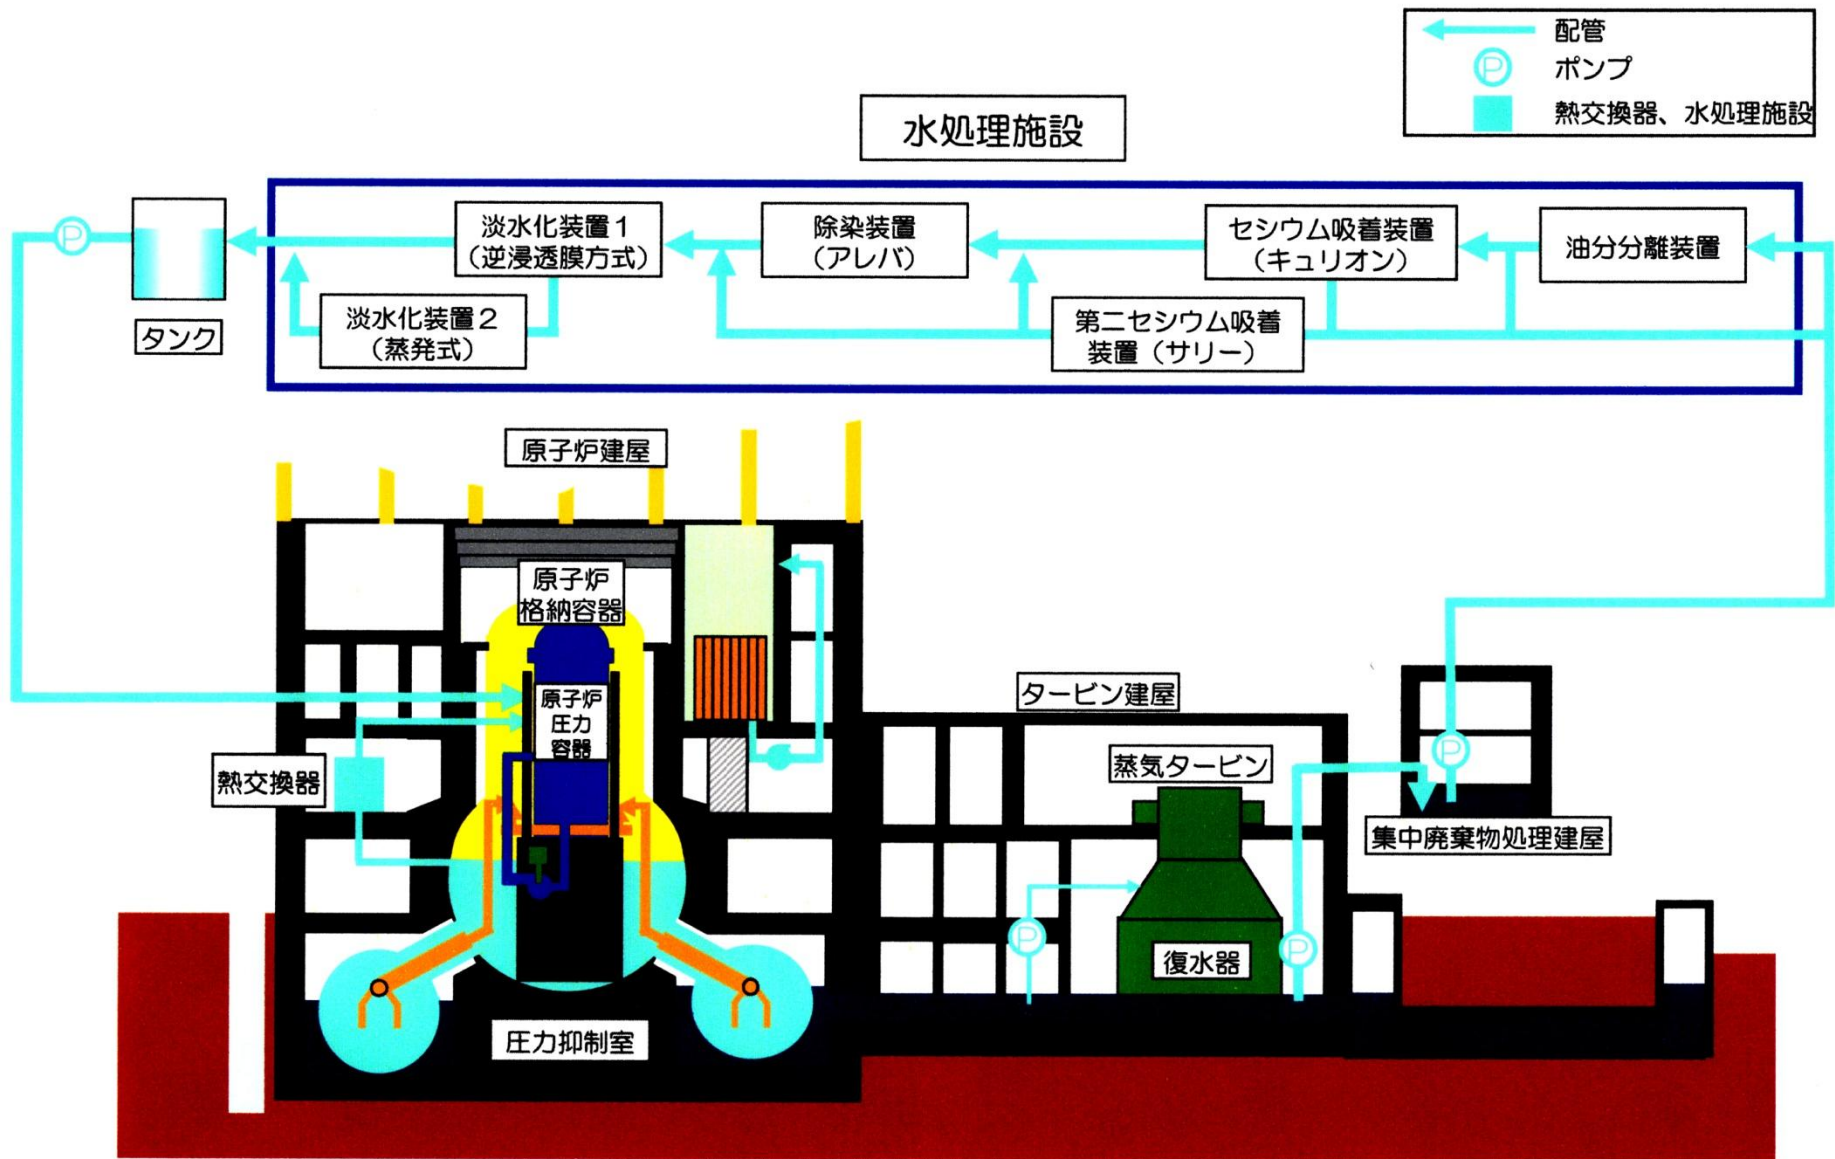 配管
Ⓟ ポンプ
熱交換器、水処理施設
水処理施設
P
淡水化装置1
(逆浸透膜方式)
除染装置
(アレバ)
セシウム吸着装置
(キュリオン)
油分分離装置
タンク
淡水化装置2
(蒸発式)
第二セシウム吸着
装置(サリー)
原子炉建屋
原子炉
格納容器
原子炉
圧力
容器
熱交換器
タービン建屋
蒸気タービン
P
集中廃棄物処理建屋
P
P
復水器
圧力抑制室